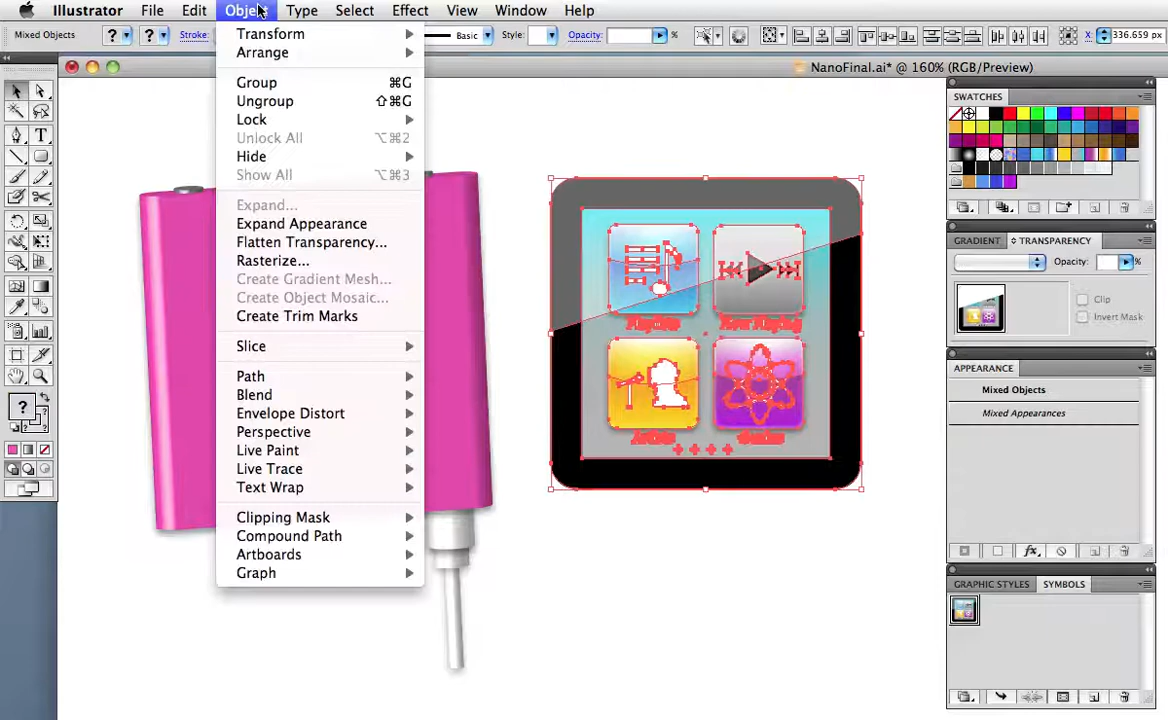 Illustrator File Edit Object Type Select Effect View Window Help
Mixed Objects ? ? Stroke: Basic Style: Opacity: % X: 336.659 px
NanoFinal.ai* @ 160% (RGB/Preview)
Transform
Arrange
Group ⌘G
Ungroup ⇧⌘G
Lock
Unlock All ⌥⌘2
Hide
Show All ⌥⌘3
Expand...
Expand Appearance
Flatten Transparency...
Rasterize...
Create Gradient Mesh...
Create Object Mosaic...
Create Trim Marks
Slice
Path
Blend
Envelope Distort
Perspective
Live Paint
Live Trace
Text Wrap
Clipping Mask
Compound Path
Artboards
Graph
?
SWATCHES
GRADIENT TRANSPARENCY
Opacity: %
Clip
Invert Mask
APPEARANCE
Mixed Objects
Mixed Appearances
fx
GRAPHIC STYLES SYMBOLS